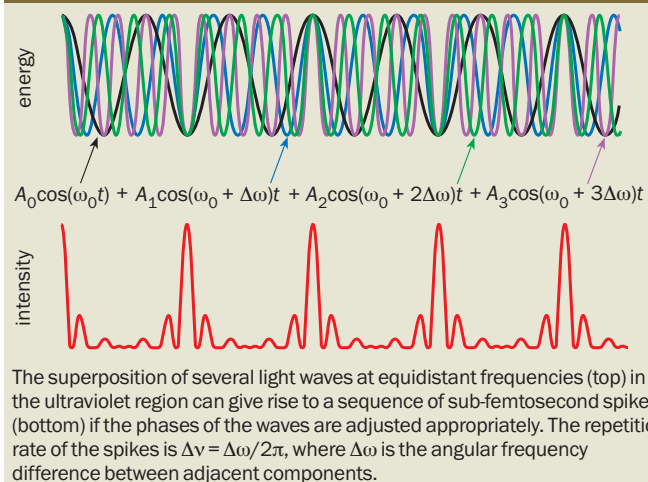 energy
A₀cos(ω₀t) + A₁cos(ω₀ + Δω)t + A₂cos(ω₀ + 2Δω)t + A₃cos(ω₀ + 3Δω)t
intensity
The superposition of several light waves at equidistant frequencies (top) in
the ultraviolet region can give rise to a sequence of sub-femtosecond spike
(bottom) if the phases of the waves are adjusted appropriately. The repetitio
rate of the spikes is Δν = Δω/2π, where Δω is the angular frequency
difference between adjacent components.